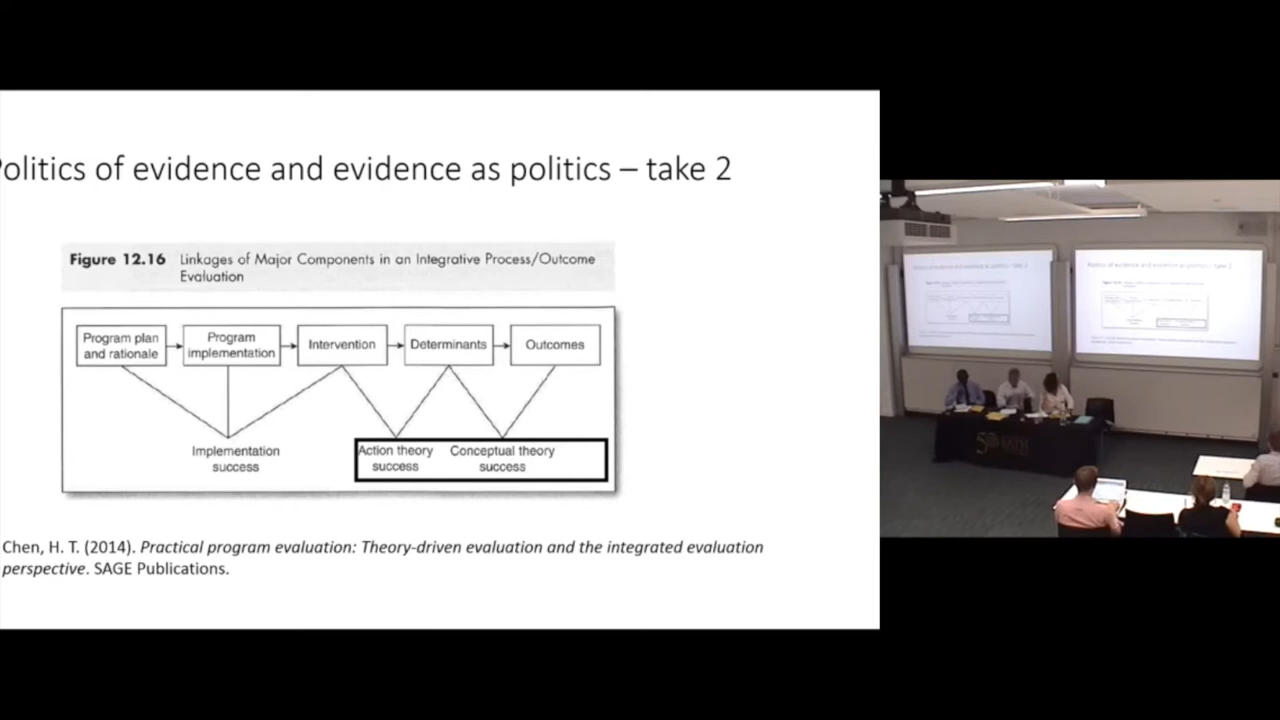 olitics of evidence and evidence as politics – take 2
Figure 12.16 Linkages of Major Components in an Integrative Process/Outcome
Evaluation
Program plan
and rationale
Program
implementation
Intervention
Determinants
Outcomes
Implementation
success
Action theory
success
Conceptual theory
success
Chen, H. T. (2014). Practical program evaluation: Theory-driven evaluation and the integrated evaluation
perspective. SAGE Publications.